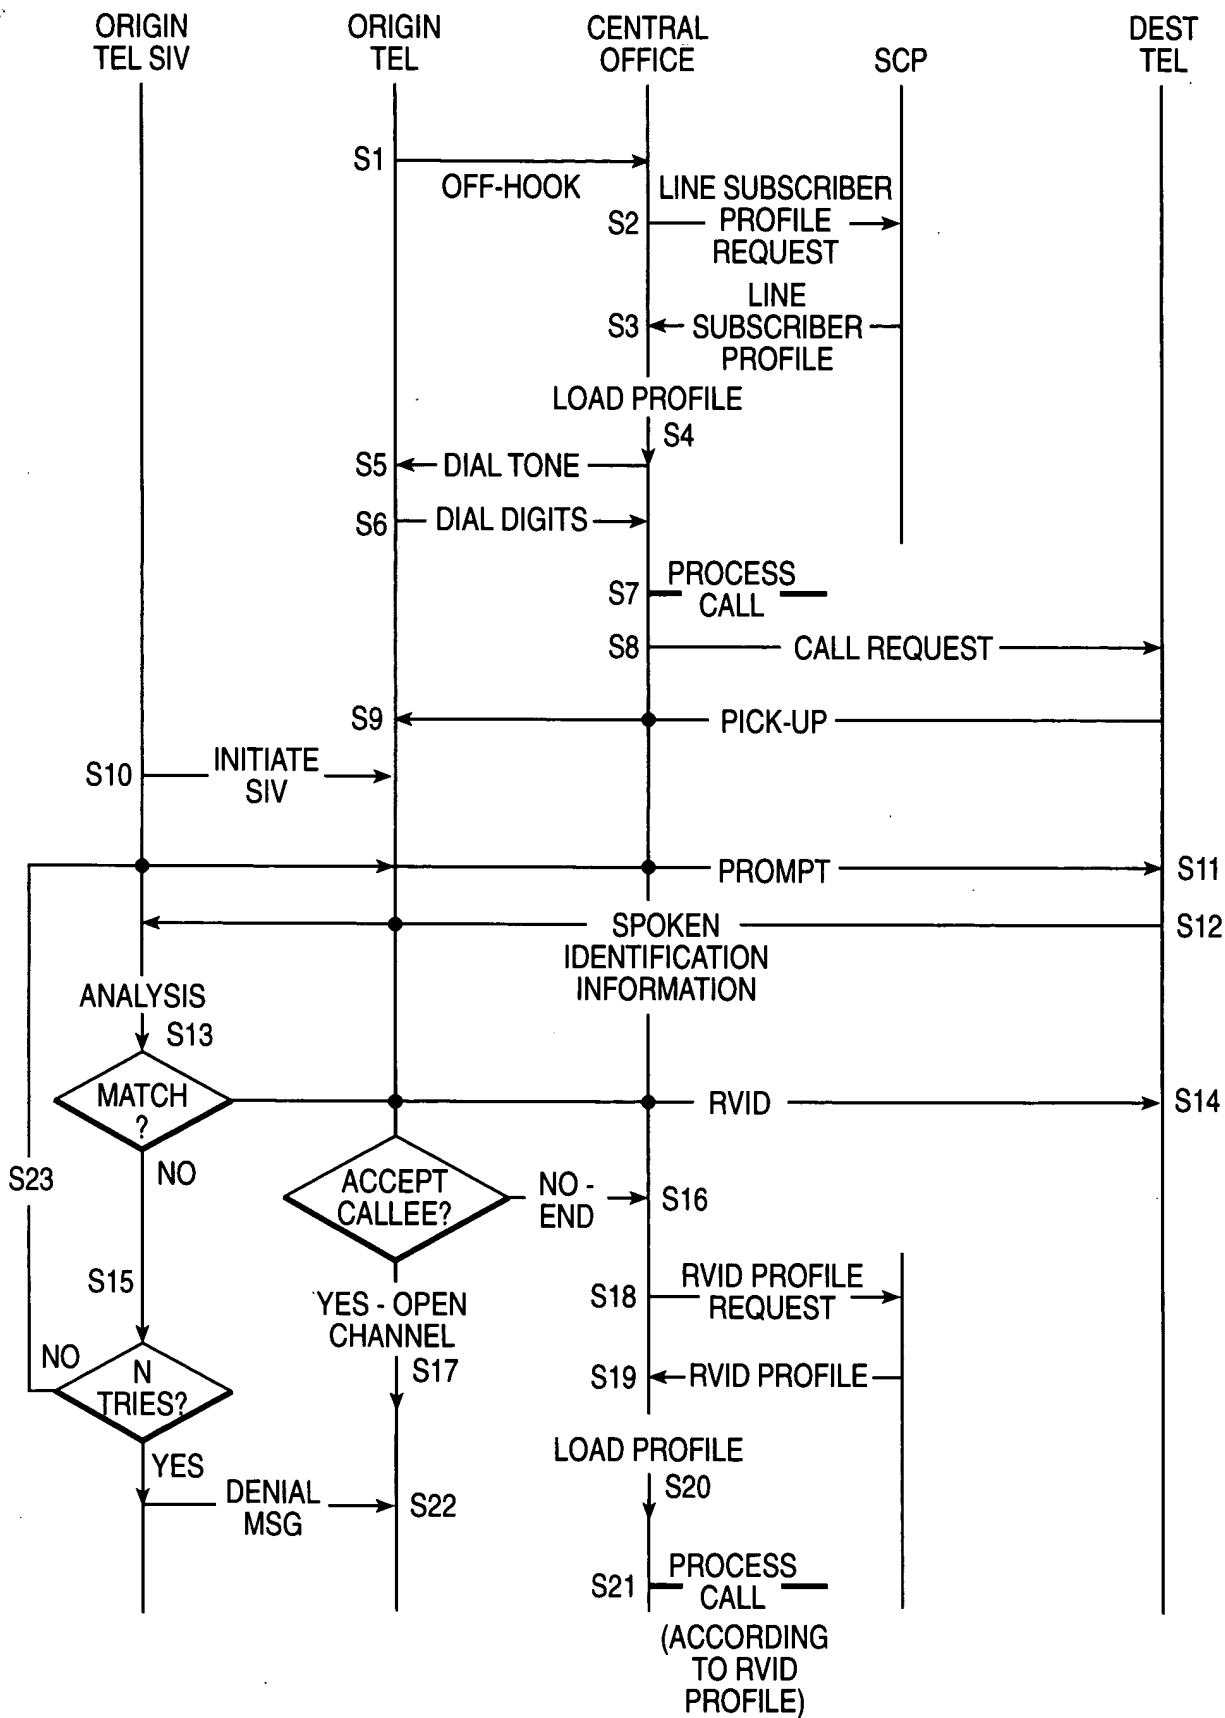 ORIGIN
TEL SIV
ORIGIN
TEL
CENTRAL
OFFICE
SCP
DEST
TEL
S1
OFF-HOOK
LINE SUBSCRIBER
S2
PROFILE
REQUEST
LINE
S3
SUBSCRIBER
PROFILE
LOAD PROFILE
S4
S5
DIAL TONE
S6
DIAL DIGITS
S7
PROCESS
CALL
S8
CALL REQUEST
S9
PICK-UP
S10
INITIATE
SIV
PROMPT
S11
SPOKEN
IDENTIFICATION
INFORMATION
S12
ANALYSIS
S13
MATCH
?
RVID
S14
NO
S23
ACCEPT
CALLEE?
NO -
END
S16
S15
YES - OPEN
CHANNEL
S17
S18
RVID PROFILE
REQUEST
S19
RVID PROFILE
NO
N
TRIES?
YES
LOAD PROFILE
S20
DENIAL
MSG
S22
S21
PROCESS
CALL
(ACCORDING
TO RVID
PROFILE)